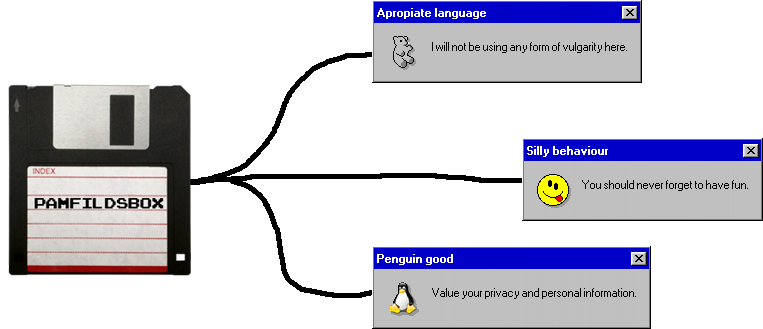 Apropiate language
I will not be using any form of vulgarity here.
INDEX
PAMFILDSBOX
Silly behaviour
You should never forget to have fun.
Penguin good
Value your privacy and personal information.